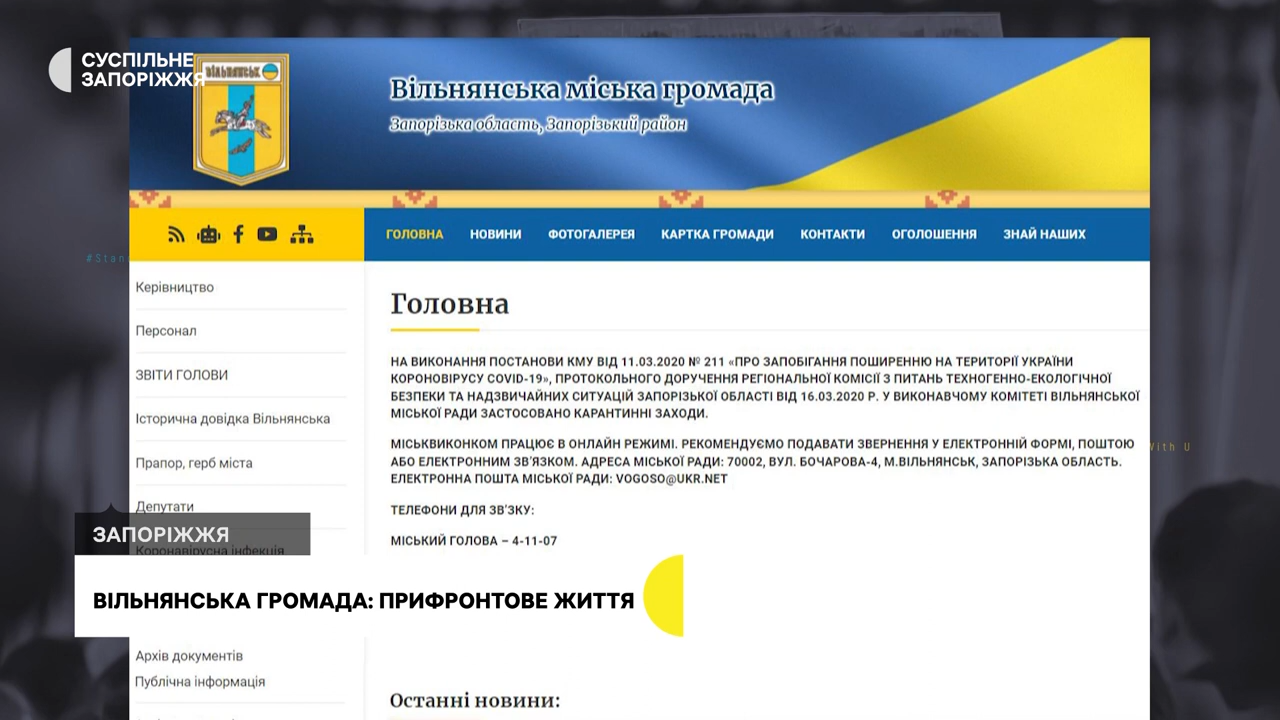 СУСПІЛЬНЕ
ЗАПОРІЖЖЯ
ВІЛЬНЯНСЬК
Вільнянська міська громада
Запорізька область, Запорізький район
ГОЛОВНА НОВИНИ ФОТОГАЛЕРЕЯ КАРТКА ГРОМАДИ КОНТАКТИ ОГОЛОШЕННЯ ЗНАЙ НАШИХ
#Stan
Керівництво
Персонал
ЗВІТИ ГОЛОВИ
Історична довідка Вільнянська
Прапор, герб міста
Депутати
Коронавірусна інфекція
Головна
НА ВИКОНАННЯ ПОСТАНОВИ КМУ ВІД 11.03.2020 № 211 «ПРО ЗАПОБІГАННЯ ПОШИРЕННЮ НА ТЕРИТОРІЇ УКРАЇНИ
КОРОНОВІРУСУ COVID-19», ПРОТОКОЛЬНОГО ДОРУЧЕННЯ РЕГІОНАЛЬНОЇ КОМІСІЇ З ПИТАНЬ ТЕХНОГЕННО-ЕКОЛОГІЧНОЇ
БЕЗПЕКИ ТА НАДЗВИЧАЙНИХ СИТУАЦІЙ ЗАПОРІЗЬКОЇ ОБЛАСТІ ВІД 16.03.2020 Р. У ВИКОНАВЧОМУ КОМІТЕТІ ВІЛЬНЯНСЬКОЇ
МІСЬКОЇ РАДИ ЗАСТОСОВАНО КАРАНТИННІ ЗАХОДИ.
МІСЬКВИКОНКОМ ПРАЦЮЄ В ОНЛАЙН РЕЖИМІ. РЕКОМЕНДУЄМО ПОДАВАТИ ЗВЕРНЕННЯ У ЕЛЕКТРОННІЙ ФОРМІ, ПОШТОЮ
АБО ЕЛЕКТРОННИМ ЗВ'ЯЗКОМ. АДРЕСА МІСЬКОЇ РАДИ: 70002, ВУЛ. БОЧАРОВА-4, М.ВІЛЬНЯНСЬК, ЗАПОРІЗЬКА ОБЛАСТЬ.
ЕЛЕКТРОННА ПОШТА МІСЬКОЇ РАДИ: VOGOSO@UKR.NET
With U
ТЕЛЕФОНИ ДЛЯ ЗВ'ЗКУ:
МІСЬКИЙ ГОЛОВА – 4-11-07
ЗАПОРІЖЖЯ
ВІЛЬНЯНСЬКА ГРОМАДА: ПРИФРОНТОВЕ ЖИТТЯ
Архів документів
Публічна інформація
Останні новини: